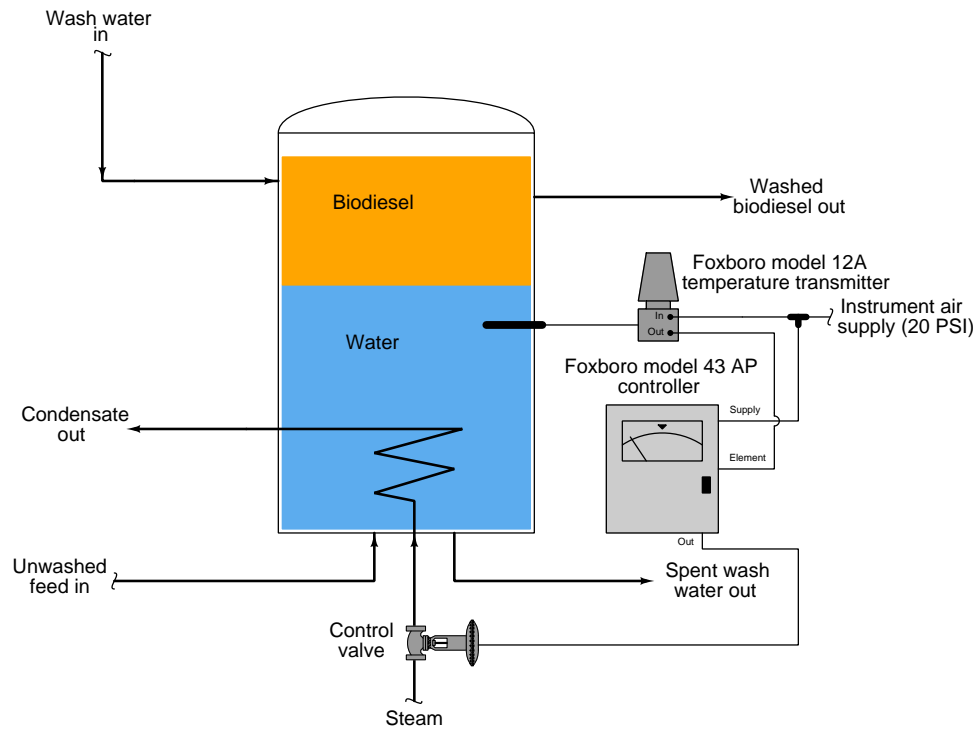 Wash water
in
Biodiesel
Washed
biodiesel out
Foxboro model 12A
temperature transmitter
In
Out
Instrument air
supply (20 PSI)
Water
Foxboro model 43 AP
controller
Condensate
out
Supply
Element
Out
Unwashed
feed in
Spent wash
water out
Control
valve
Steam